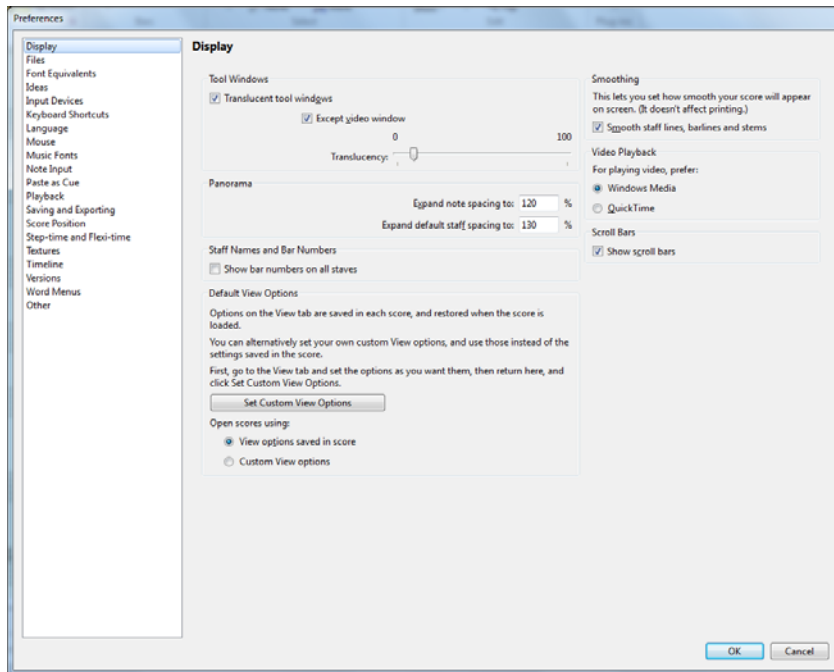 Preferences
Display
Files
Font Equivalents
Ideas
Input Devices
Keyboard Shortcuts
Language
Mouse
Music Fonts
Note Input
Paste as Cue
Playback
Saving and Exporting
Score Position
Step-time and Flexi-time
Textures
Timeline
Versions
Word Menus
Other
Display
Tool Windows
Translucent tool windows
Except video window
0 100
Translucency:
Panorama
Expand note spacing to: 120 %
Expand default staff spacing to: 130 %
Staff Names and Bar Numbers
Show bar numbers on all staves
Default View Options
Options on the View tab are saved in each score, and restored when the score is
loaded.
You can alternatively set your own custom View options, and use those instead of the
settings saved in the score.
First, go to the View tab and set the options as you want them, then return here, and
click Set Custom View Options.
Set Custom View Options
Open scores using:
View options saved in score
Custom View options
Smoothing
This lets you set how smooth your score will appear
on screen. (It doesn't affect printing.)
Smooth staff lines, barlines and stems
Video Playback
For playing video, prefer:
Windows Media
QuickTime
Scroll Bars
Show scroll bars
OK Cancel